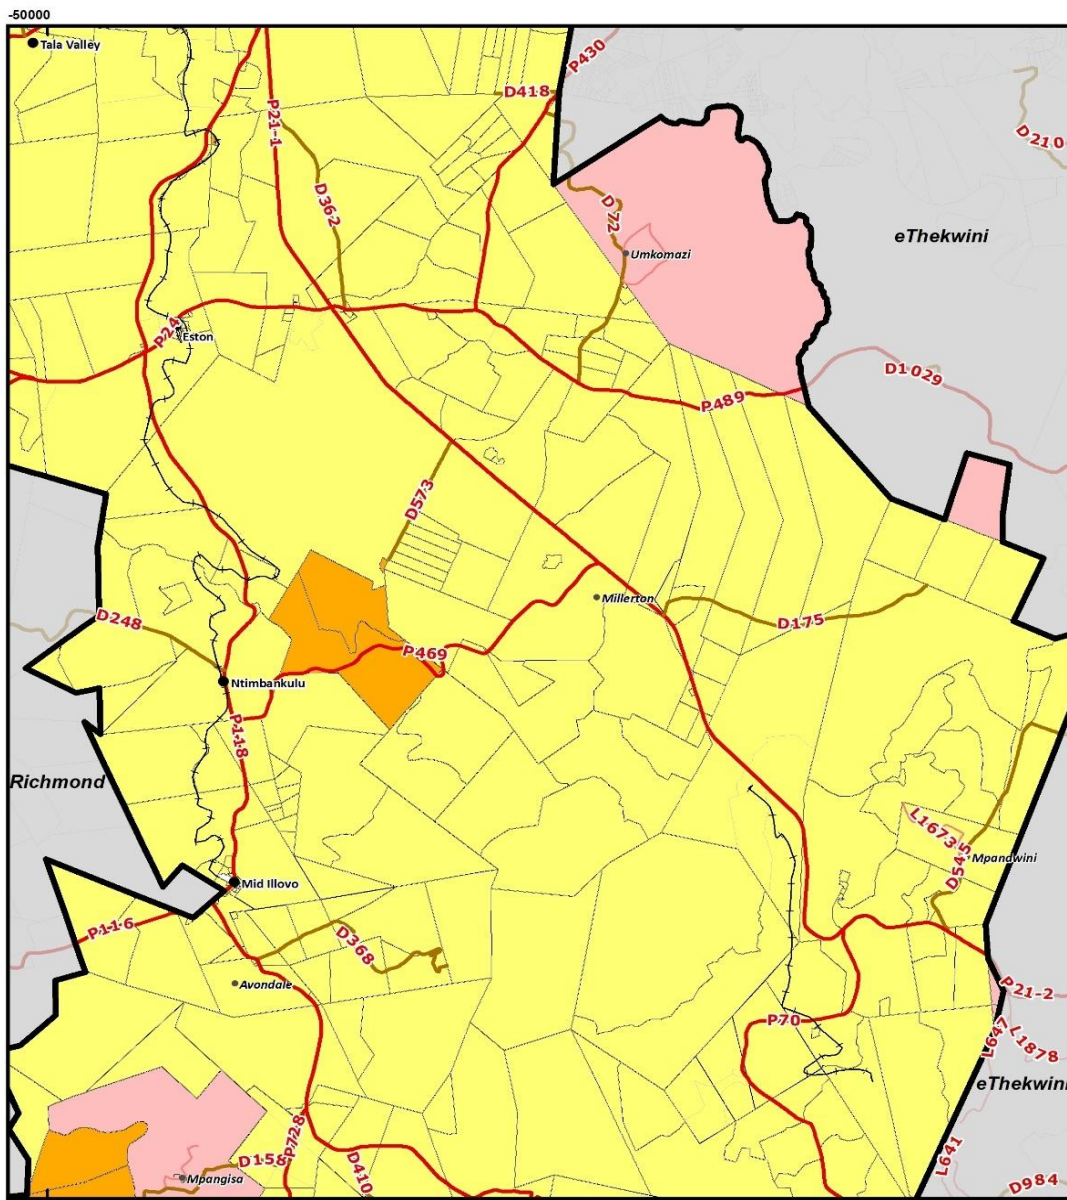 -50000
Tala Valley
P430
D418
D210
P21-1
D362
D72
eThekwini
Umkomazi
P24
Eston
D1029
P489
D573
Millerton
D248
D175
P469
Ntimbankulu
P118
Richmond
L1673
D545
Mpandwini
Mid Illovo
P116
D368
Avondale
P21-2
P70
L647
L1878
eThekwini
P728
L641
D158
D410
Mpangisa
D984